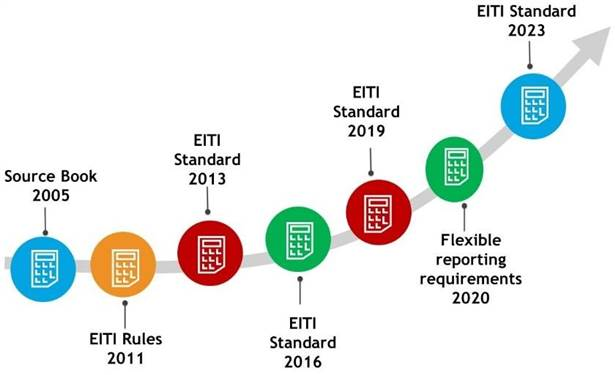 Source Book
2005
EITI Rules
2011
EITI
Standard
2013
EITI
Standard
2016
EITI
Standard
2019
Flexible
reporting
requirements
2020
EITI Standard
2023